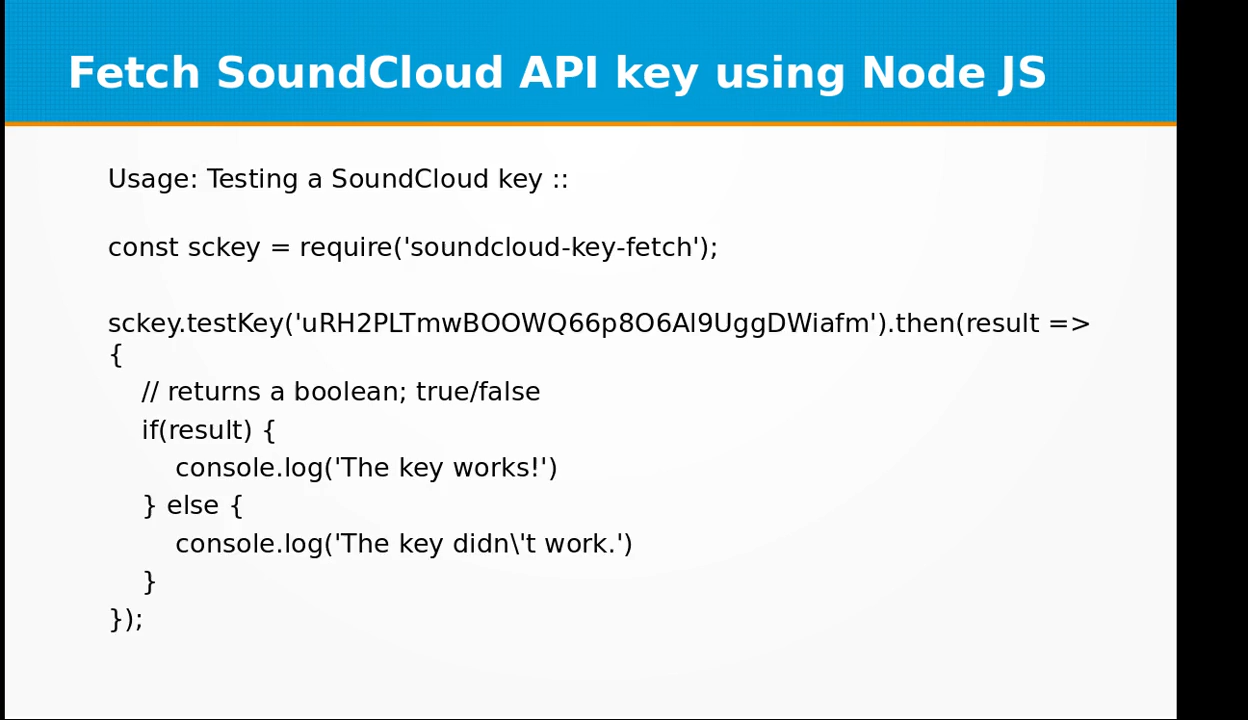 Fetch SoundCloud API key using Node JS
Usage: Testing a SoundCloud key ::
const sckey = require('soundcloud-key-fetch');
sckey.testKey('uRH2PLTmwBOOWQ66p8O6Al9UggDWiafm').then(result =>
{
    // returns a boolean; true/false
    if(result) {
        console.log('The key works!')
    } else {
        console.log('The key didn\'t work.')
    }
});